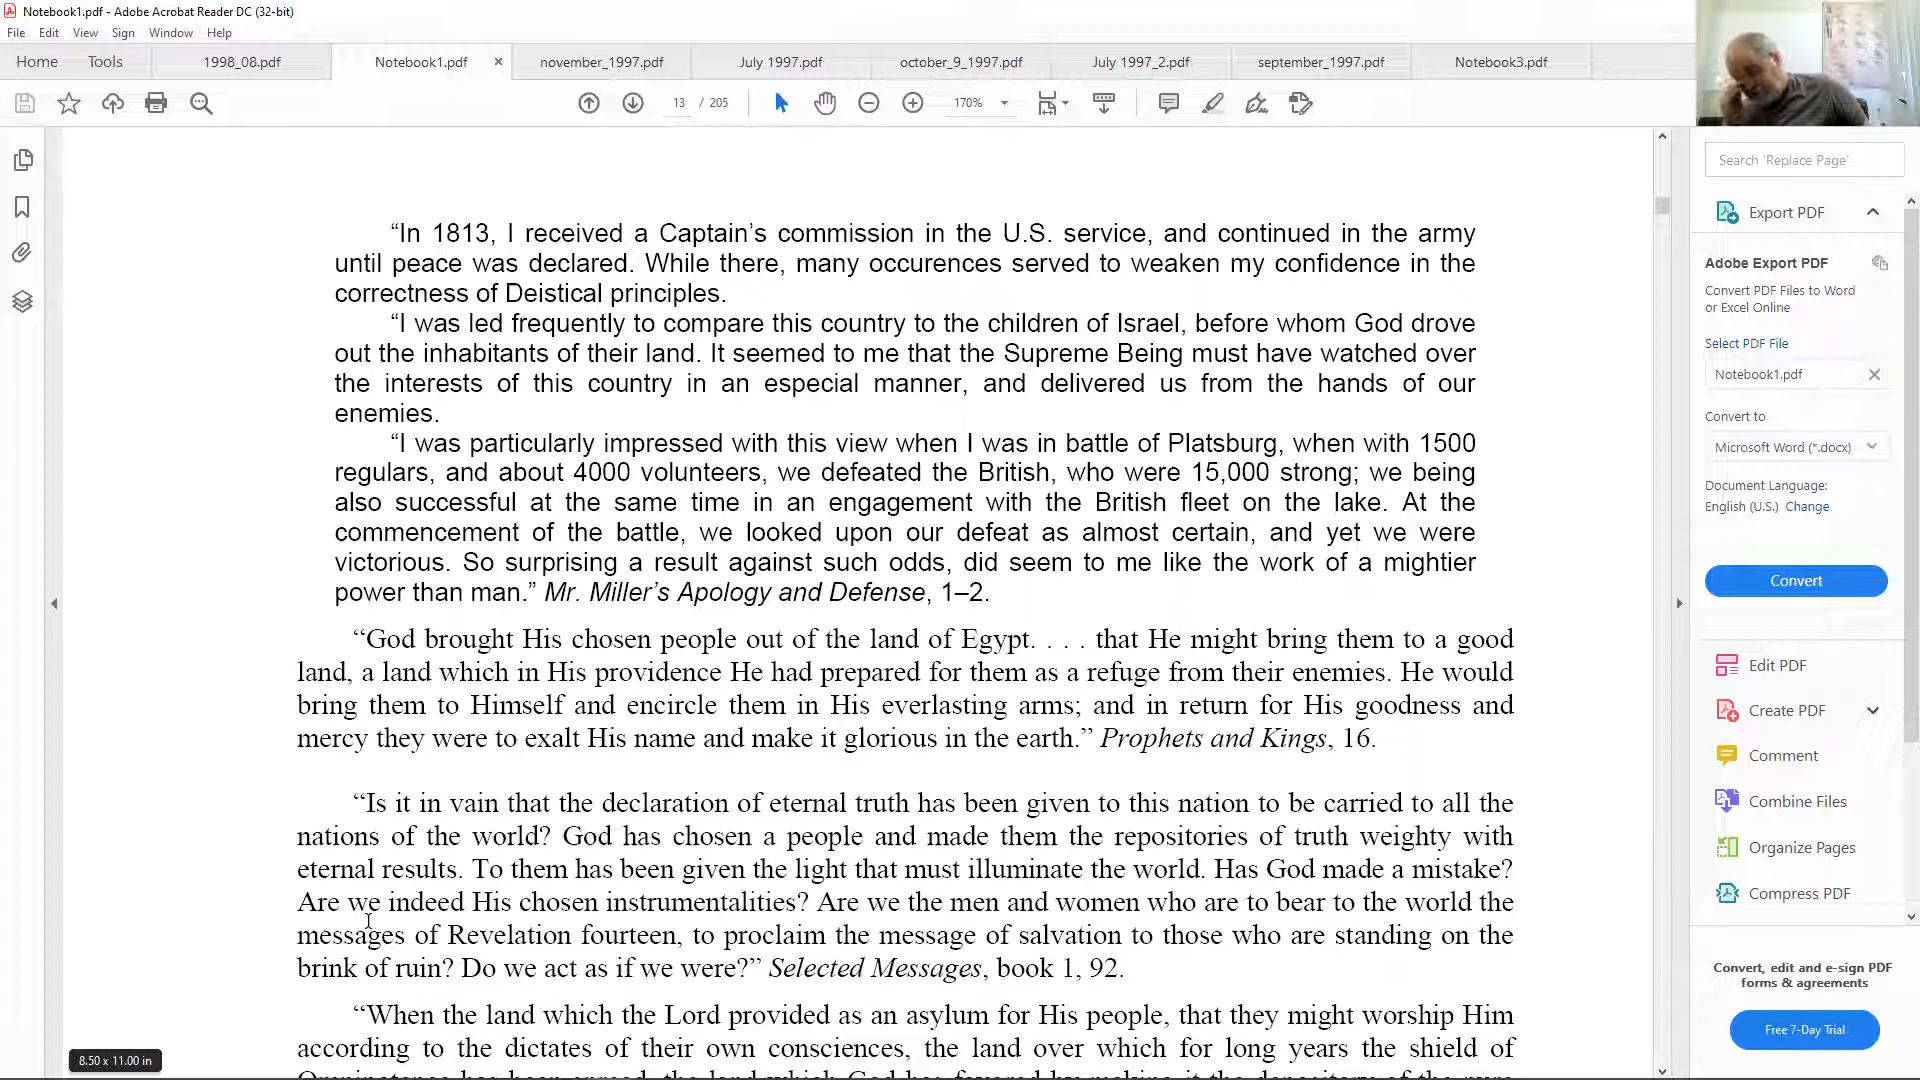 Notebook1.pdf - Adobe Acrobat Reader DC (32-bit)
File Edit View Sign Window Help
Home Tools 1998_08.pdf Notebook1.pdf × november_1997.pdf July 1997.pdf october_9_1997.pdf July 1997_2.pdf september_1997.pdf Notebook3.pdf
13 / 205 170%
“In 1813, I received a Captain’s commission in the U.S. service, and continued in the army
until peace was declared. While there, many occurences served to weaken my confidence in the
correctness of Deistical principles.
“I was led frequently to compare this country to the children of Israel, before whom God drove
out the inhabitants of their land. It seemed to me that the Supreme Being must have watched over
the interests of this country in an especial manner, and delivered us from the hands of our
enemies.
“I was particularly impressed with this view when I was in battle of Platsburg, when with 1500
regulars, and about 4000 volunteers, we defeated the British, who were 15,000 strong; we being
also successful at the same time in an engagement with the British fleet on the lake. At the
commencement of the battle, we looked upon our defeat as almost certain, and yet we were
victorious. So surprising a result against such odds, did seem to me like the work of a mightier
power than man.” Mr. Miller’s Apology and Defense, 1–2.
“God brought His chosen people out of the land of Egypt. . . . that He might bring them to a good
land, a land which in His providence He had prepared for them as a refuge from their enemies. He would
bring them to Himself and encircle them in His everlasting arms; and in return for His goodness and
mercy they were to exalt His name and make it glorious in the earth.” Prophets and Kings, 16.
“Is it in vain that the declaration of eternal truth has been given to this nation to be carried to all the
nations of the world? God has chosen a people and made them the repositories of truth weighty with
eternal results. To them has been given the light that must illuminate the world. Has God made a mistake?
Are we indeed His chosen instrumentalities? Are we the men and women who are to bear to the world the
messages of Revelation fourteen, to proclaim the message of salvation to those who are standing on the
brink of ruin? Do we act as if we were?” Selected Messages, book 1, 92.
“When the land which the Lord provided as an asylum for His people, that they might worship Him
according to the dictates of their own consciences, the land over which for long years the shield of
8.50 x 11.00 in
Search 'Replace Page'
Export PDF
Adobe Export PDF
Convert PDF Files to Word
or Excel Online
Select PDF File
Notebook1.pdf
Convert to
Microsoft Word (*.docx)
Document Language:
English (U.S.) Change
Convert
Edit PDF
Create PDF
Comment
Combine Files
Organize Pages
Compress PDF
Convert, edit and e-sign PDF
forms & agreements
Free 7-Day Trial